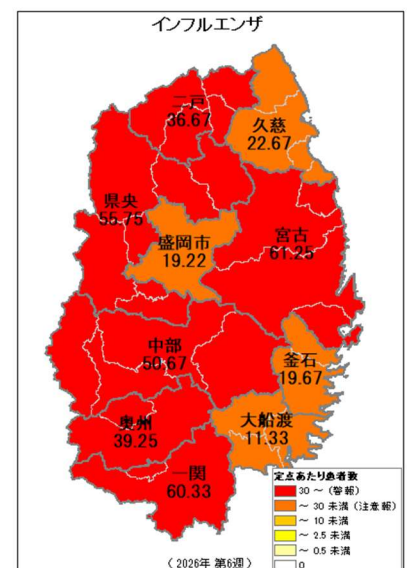 インフルエンザ
二戸
36.67
久慈
22.67
県央
55.75
盛岡市
19.22
宮古
61.25
中部
50.67
釜石
19.67
奥州
39.25
大船渡
11.33
一関
60.33
定点あたり患者数
30 ～ (警報)
～ 30 未満 (注意報)
～ 10 未満
～ 2.5 未満
～ 0.5 未満
0
(2026年 第6週)